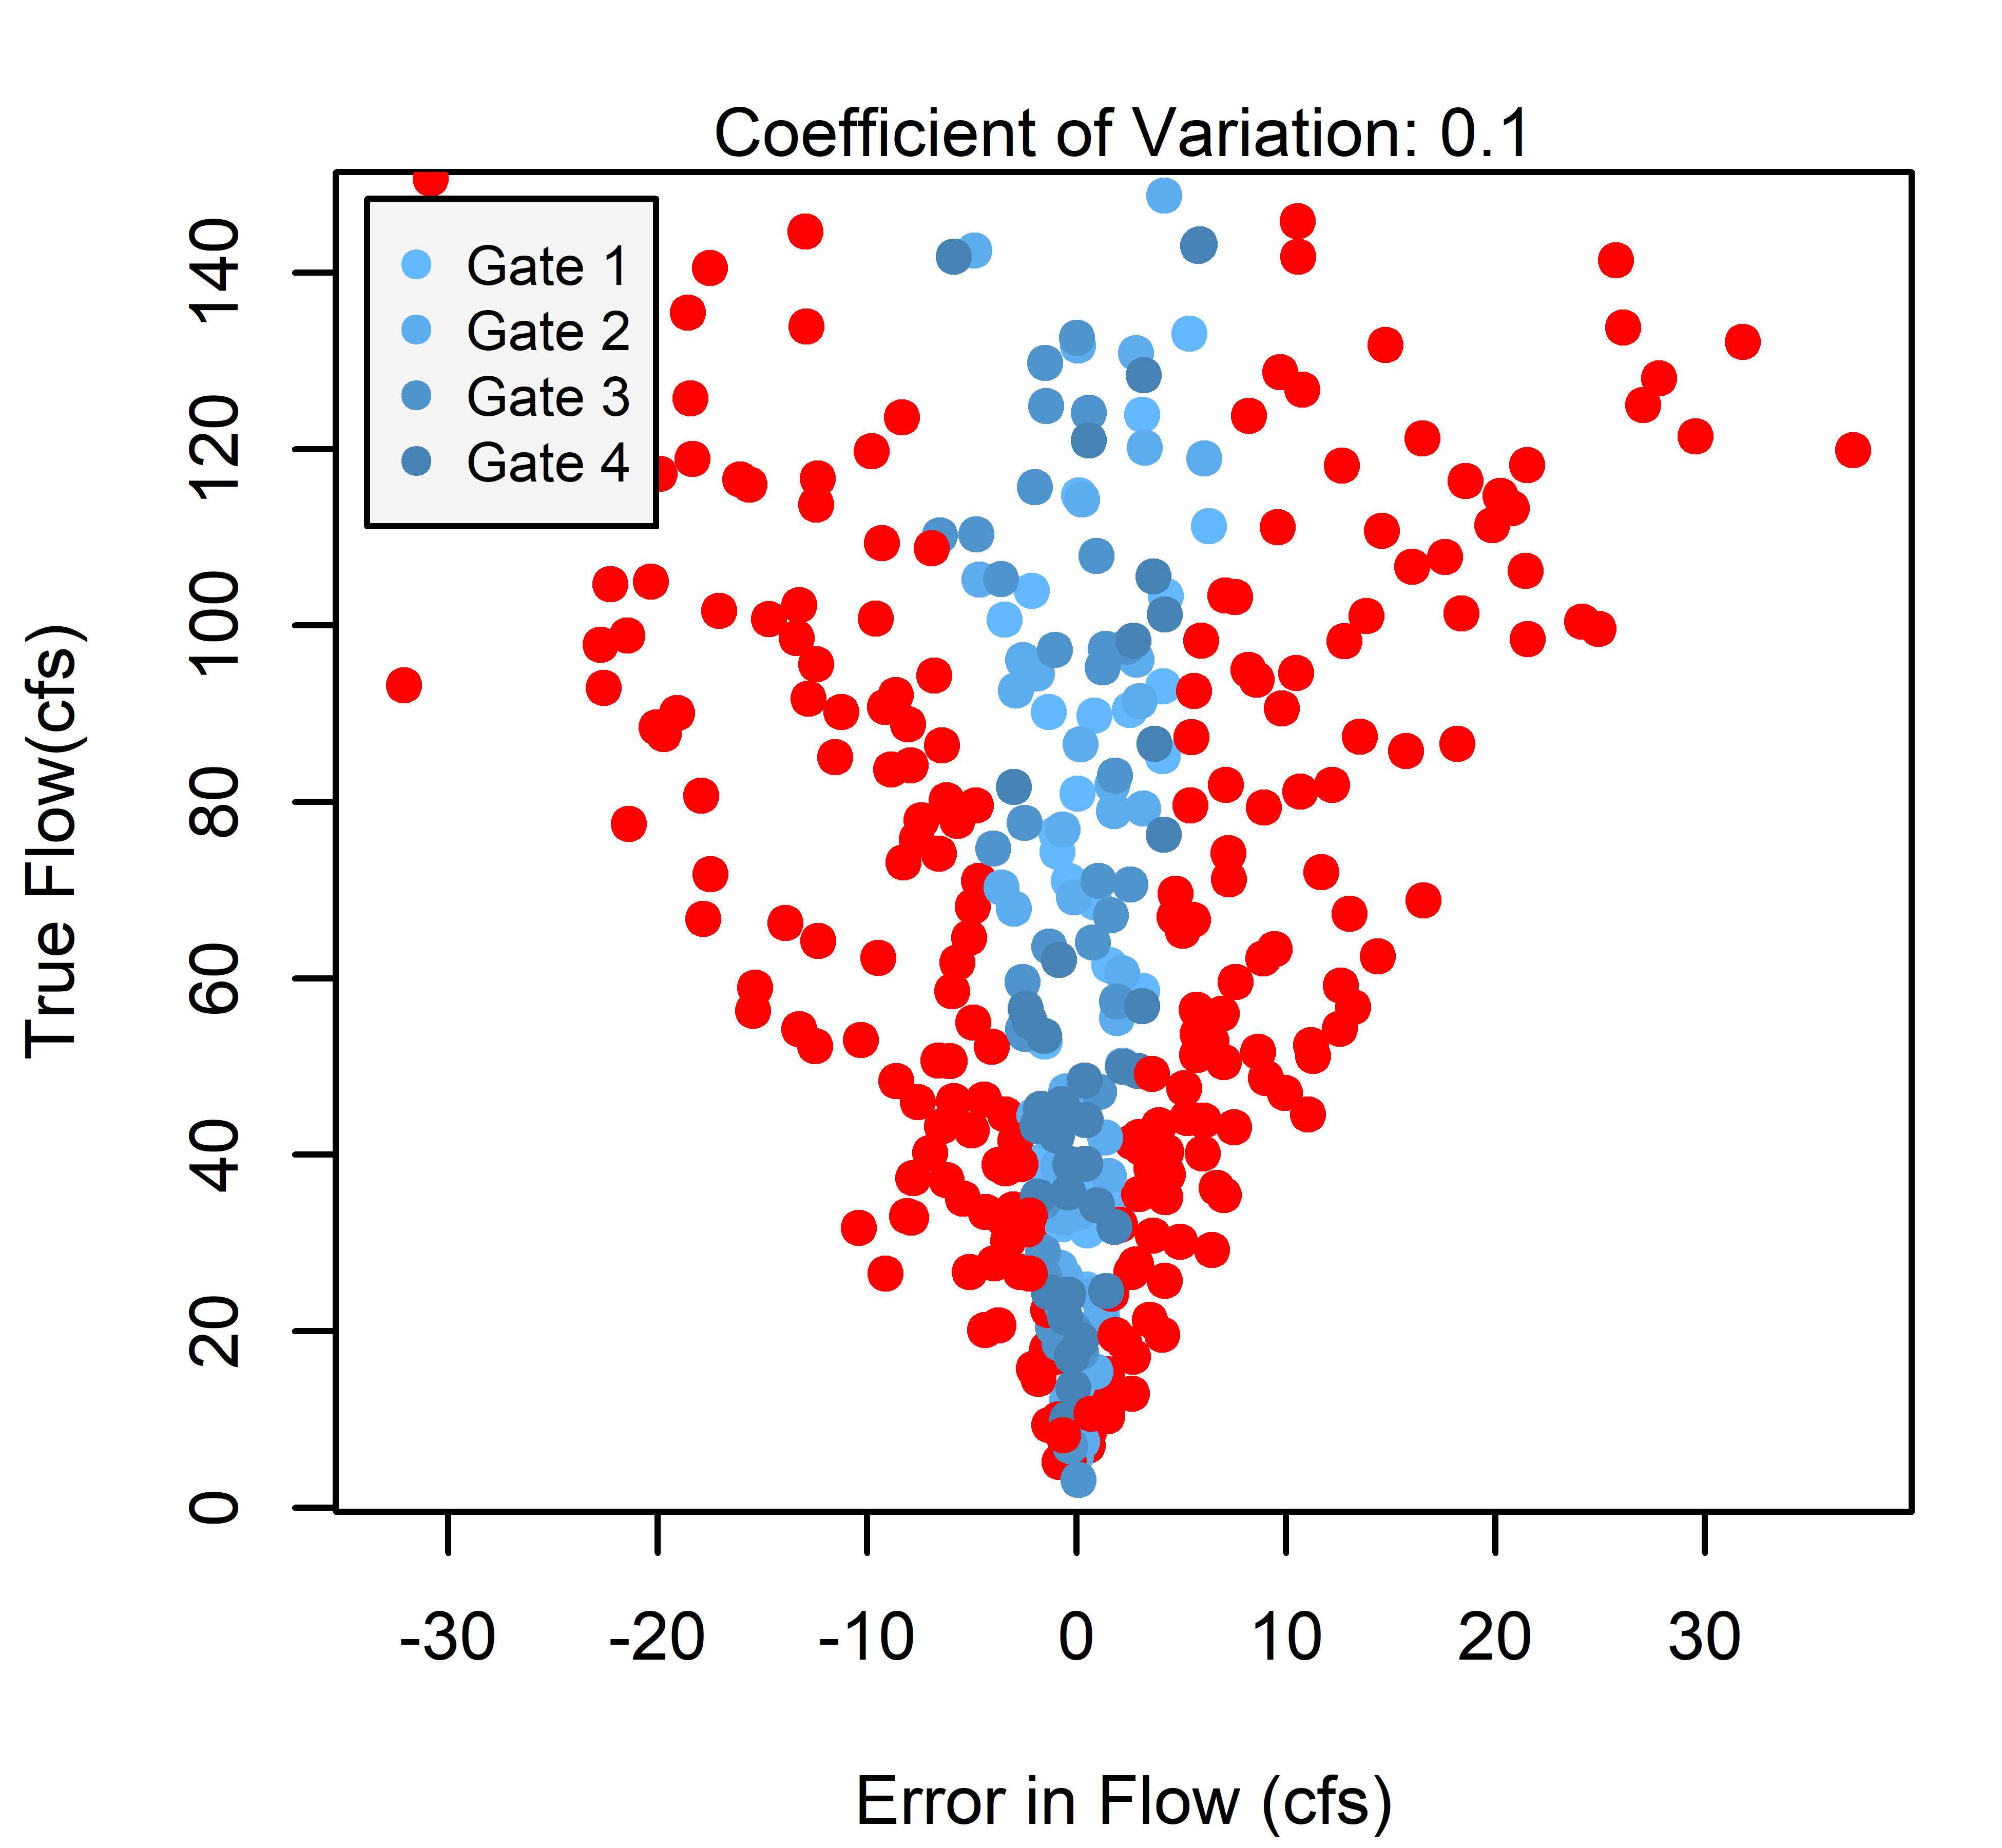 Coefficient of Variation: 0.1
Gate 1
Gate 2
Gate 3
Gate 4
True Flow(cfs)
140
120
100
80
60
40
20
0
-30 -20 -10 0 10 20 30
Error in Flow (cfs)